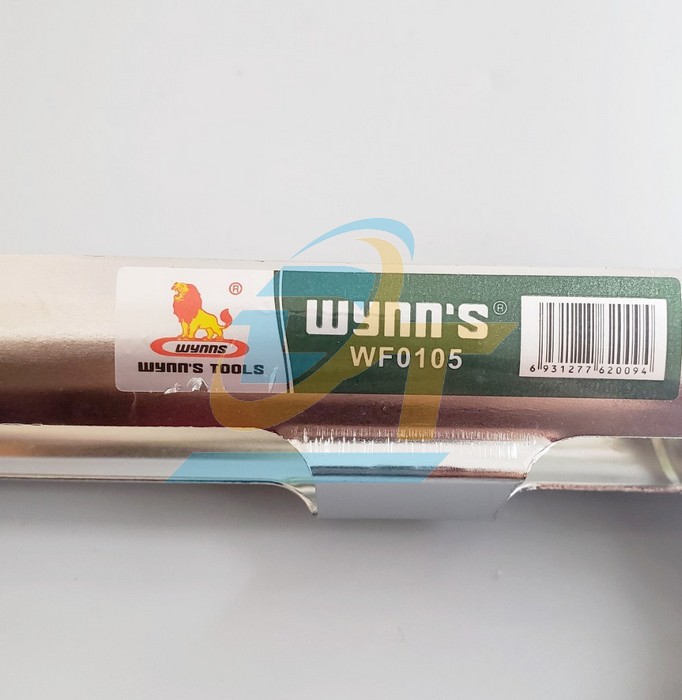 ®
WYNNS
WYNN'S TOOLS
WYNN'S®
WF0105
6 931277 620094